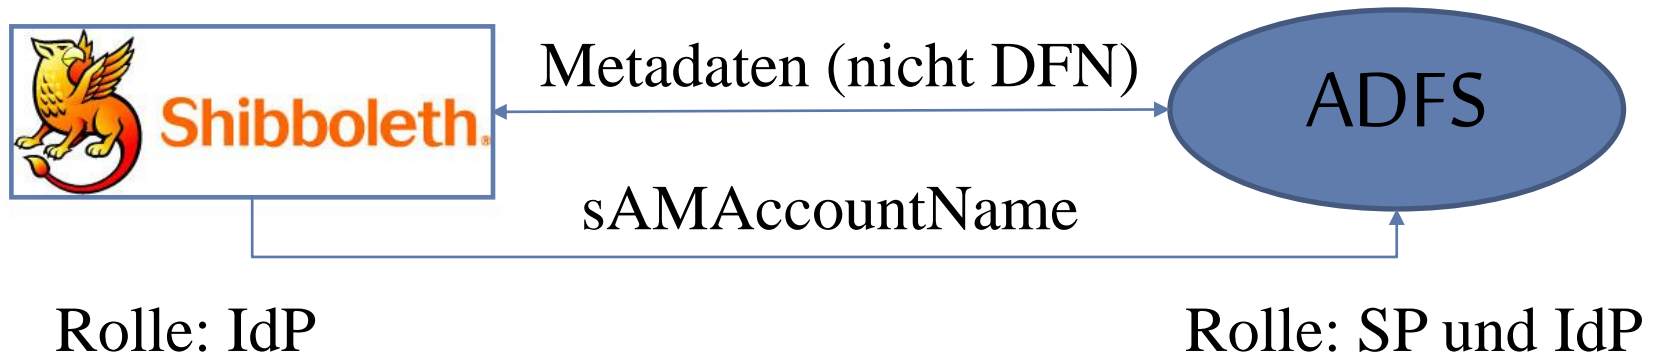 Metadaten (nicht DFN)
ADFS
Shibboleth®
sAMAccountName
Rolle: IdP
Rolle: SP und IdP